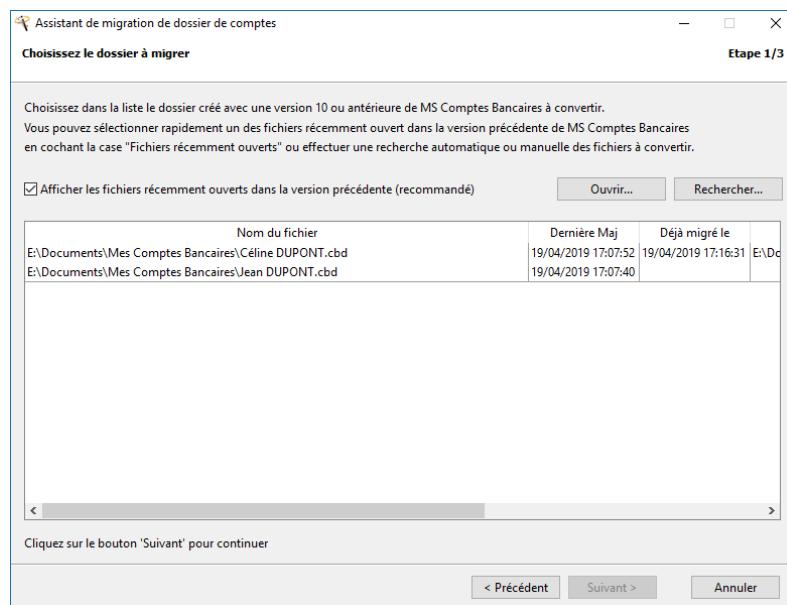 Assistant de migration de dossier de comptes
Choisissez le dossier à migrer
Etape 1/3
Choisissez dans la liste le dossier créé avec une version 10 ou antérieure de MS Comptes Bancaires à convertir.
Vous pouvez sélectionner rapidement un des fichiers récemment ouvert dans la version précédente de MS Comptes Bancaires
en cochant la case "Fichiers récemment ouverts" ou effectuer une recherche automatique ou manuelle des fichiers à convertir.
Afficher les fichiers récemment ouverts dans la version précédente (recommandé)
Ouvrir...
Rechercher...
Nom du fichier Dernière Maj Déjà migré le
E:\Documents\Mes Comptes Bancaires\Céline DUPONT.cbd 19/04/2019 17:07:52 19/04/2019 17:16:31 E:\Dc
E:\Documents\Mes Comptes Bancaires\Jean DUPONT.cbd 19/04/2019 17:07:40
Cliquez sur le bouton 'Suivant' pour continuer
< Précédent
Suivant >
Annuler